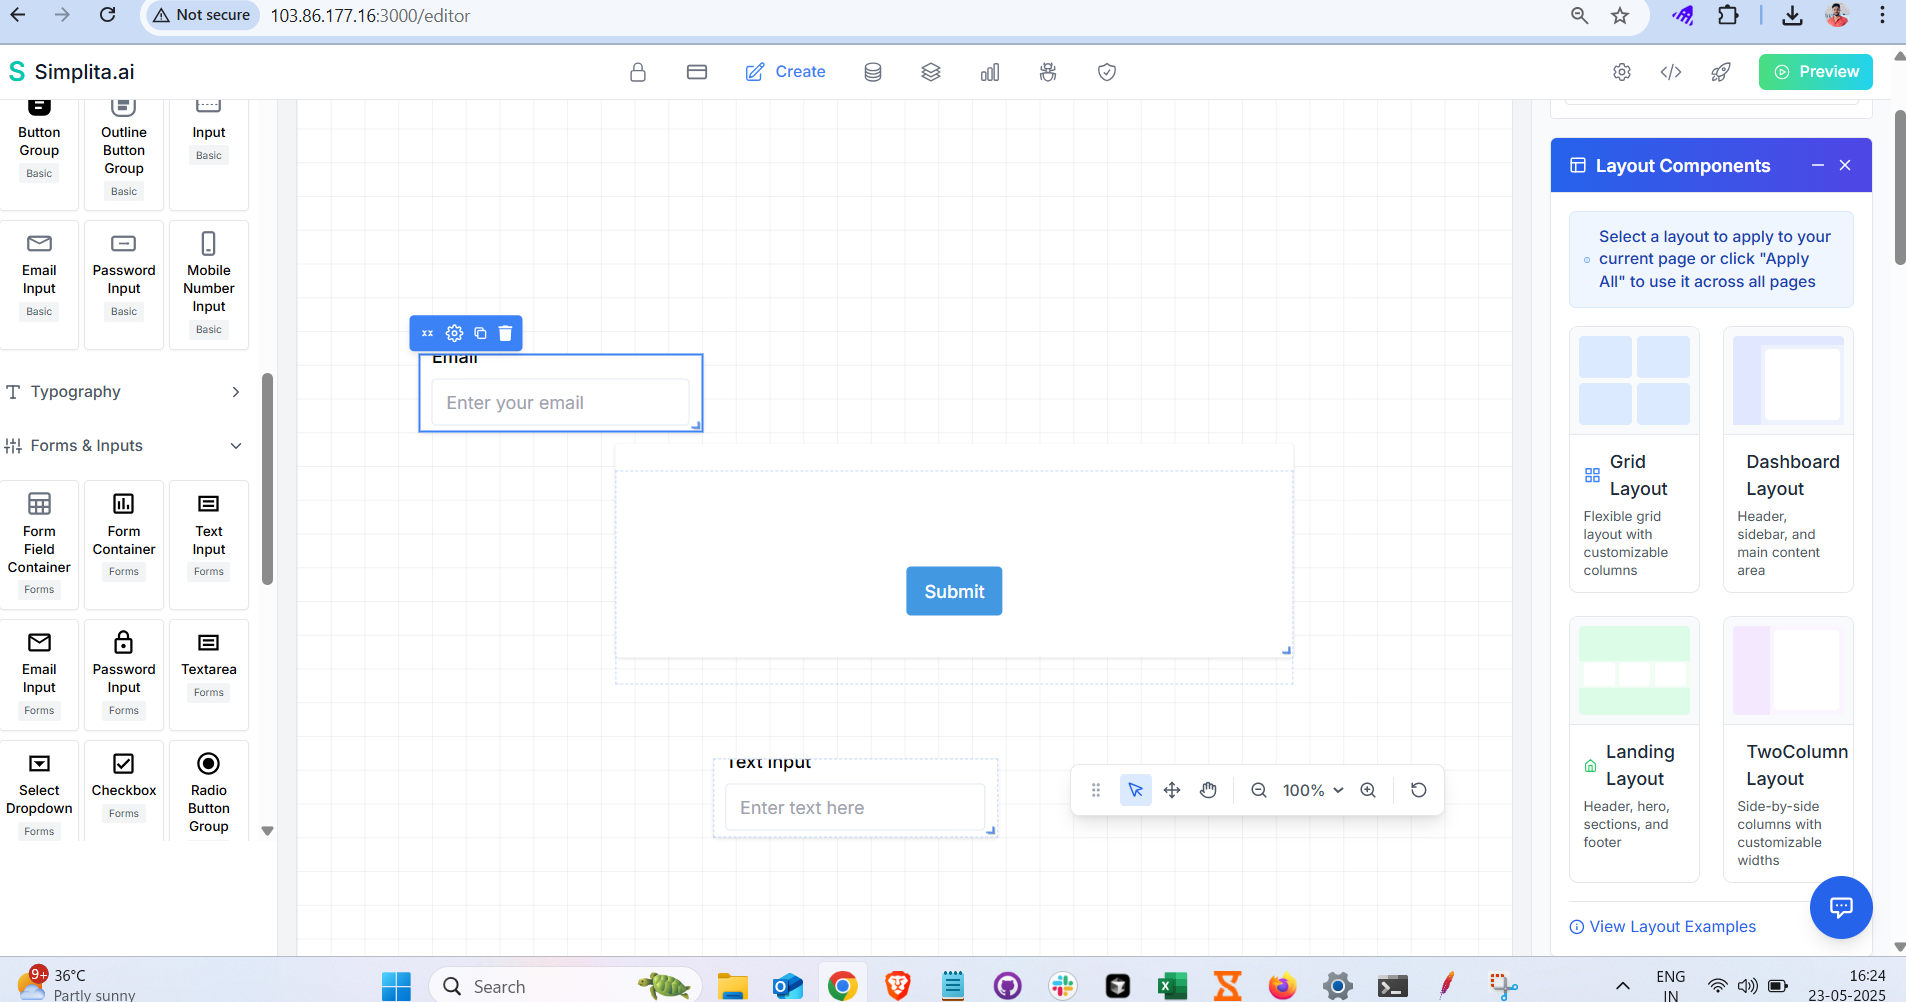 Not secure
103.86.177.16:3000/editor
Simplita.ai
Create
Preview
Button
Group
Basic
Outline
Button
Group
Basic
Input
Basic
Email
Input
Basic
Password
Input
Basic
Mobile
Number
Input
Basic
Typography
Forms & Inputs
Form
Field
Container
Forms
Form
Container
Forms
Text
Input
Forms
Email
Input
Forms
Password
Input
Forms
Textarea
Forms
Select
Dropdown
Forms
Checkbox
Forms
Radio
Button
Group
Email
Enter your email
Submit
Text Input
Enter text here
100%
Layout Components
Select a layout to apply to your
current page or click "Apply
All" to use it across all pages
Grid
Layout
Flexible grid
layout with
customizable
columns
Dashboard
Layout
Header,
sidebar, and
main content
area
Landing
Layout
Header, hero,
sections, and
footer
TwoColumn
Layout
Side-by-side
columns with
customizable
widths
View Layout Examples
9+
36°C
Partly sunny
Search
ENG
IN
16:24
23-05-2025